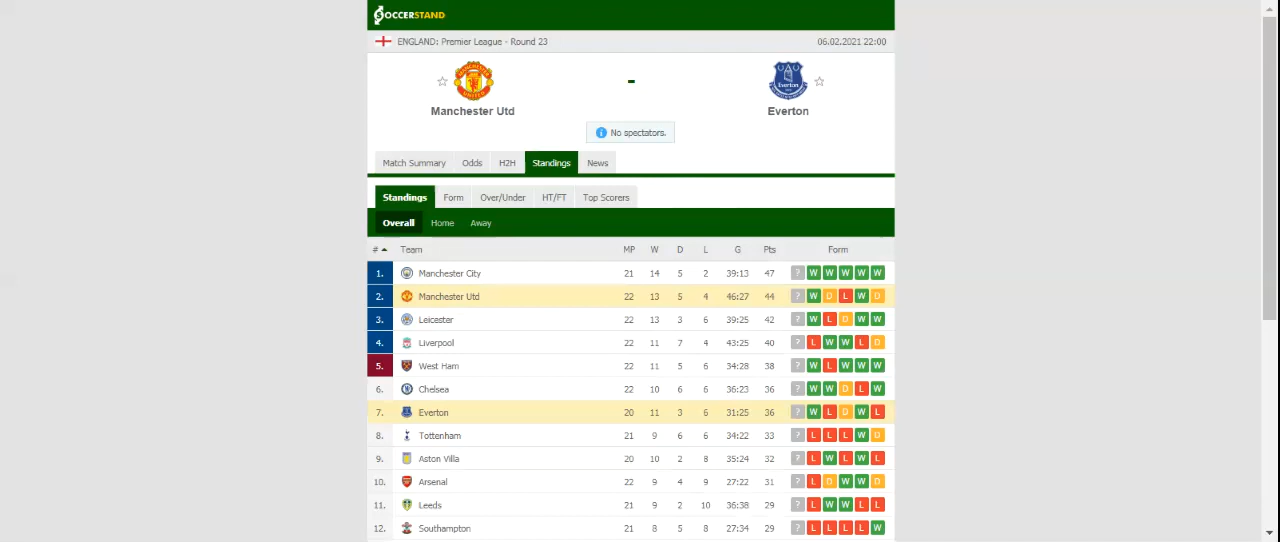 SOCCERSTAND
ENGLAND: Premier League - Round 23 06.02.2021 22:00
Manchester Utd - Everton
No spectators.
Match Summary Odds H2H Standings News
Standings Form Over/Under HT/FT Top Scorers
Overall Home Away
# Team MP W D L G Pts Form
1. Manchester City 21 14 5 2 39:13 47 ? W W W W W
2. Manchester Utd 22 13 5 4 46:27 44 ? W D L W D
3. Leicester 22 13 3 6 39:25 42 ? W L D W W
4. Liverpool 22 11 7 4 43:25 40 ? L W W L D
5. West Ham 22 11 5 6 34:28 38 ? W L W W W
6. Chelsea 22 10 6 6 36:23 36 ? W W D L W
7. Everton 20 11 3 6 31:25 36 ? W L D W L
8. Tottenham 21 9 6 6 34:22 33 ? L L L W D
9. Aston Villa 20 10 2 8 35:24 32 ? L W L W L
10. Arsenal 22 9 4 9 27:22 31 ? L D W W D
11. Leeds 21 9 2 10 36:38 29 ? L W W L L
12. Southampton 21 8 5 8 27:34 29 ? L L L L W